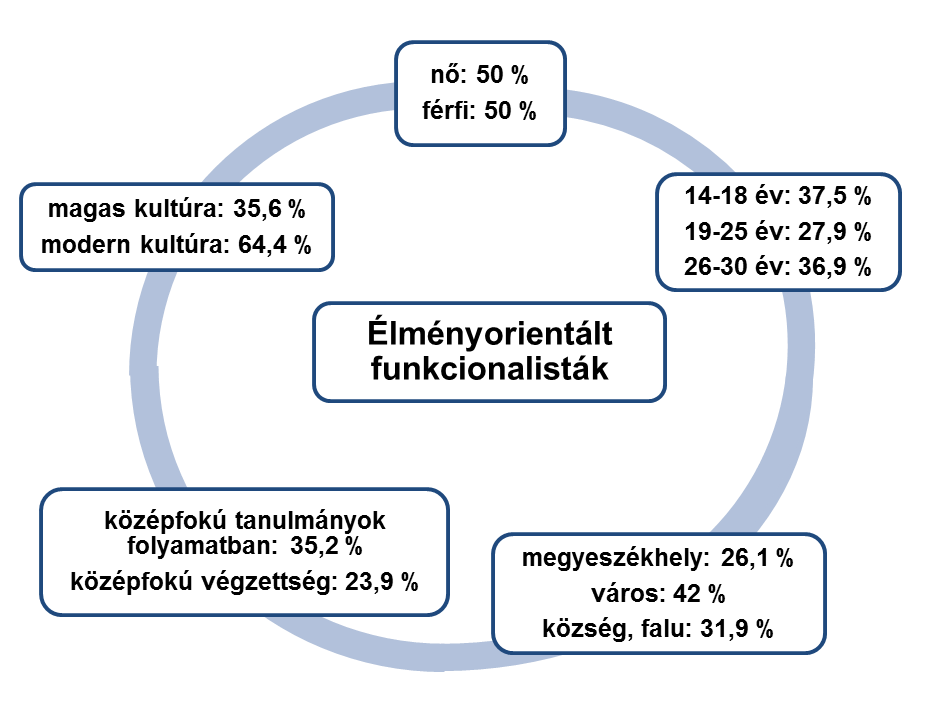 nő: 50 %
férfi: 50 %
14-18 év: 37,5 %
19-25 év: 27,9 %
26-30 év: 36,9 %
magas kultúra: 35,6 %
modern kultúra: 64,4 %
Élményorientált
funkcionalisták
középfokú tanulmányok
folyamatban: 35,2 %
középfokú végzettség: 23,9 %
megyeszékhely: 26,1 %
város: 42 %
község, falu: 31,9 %